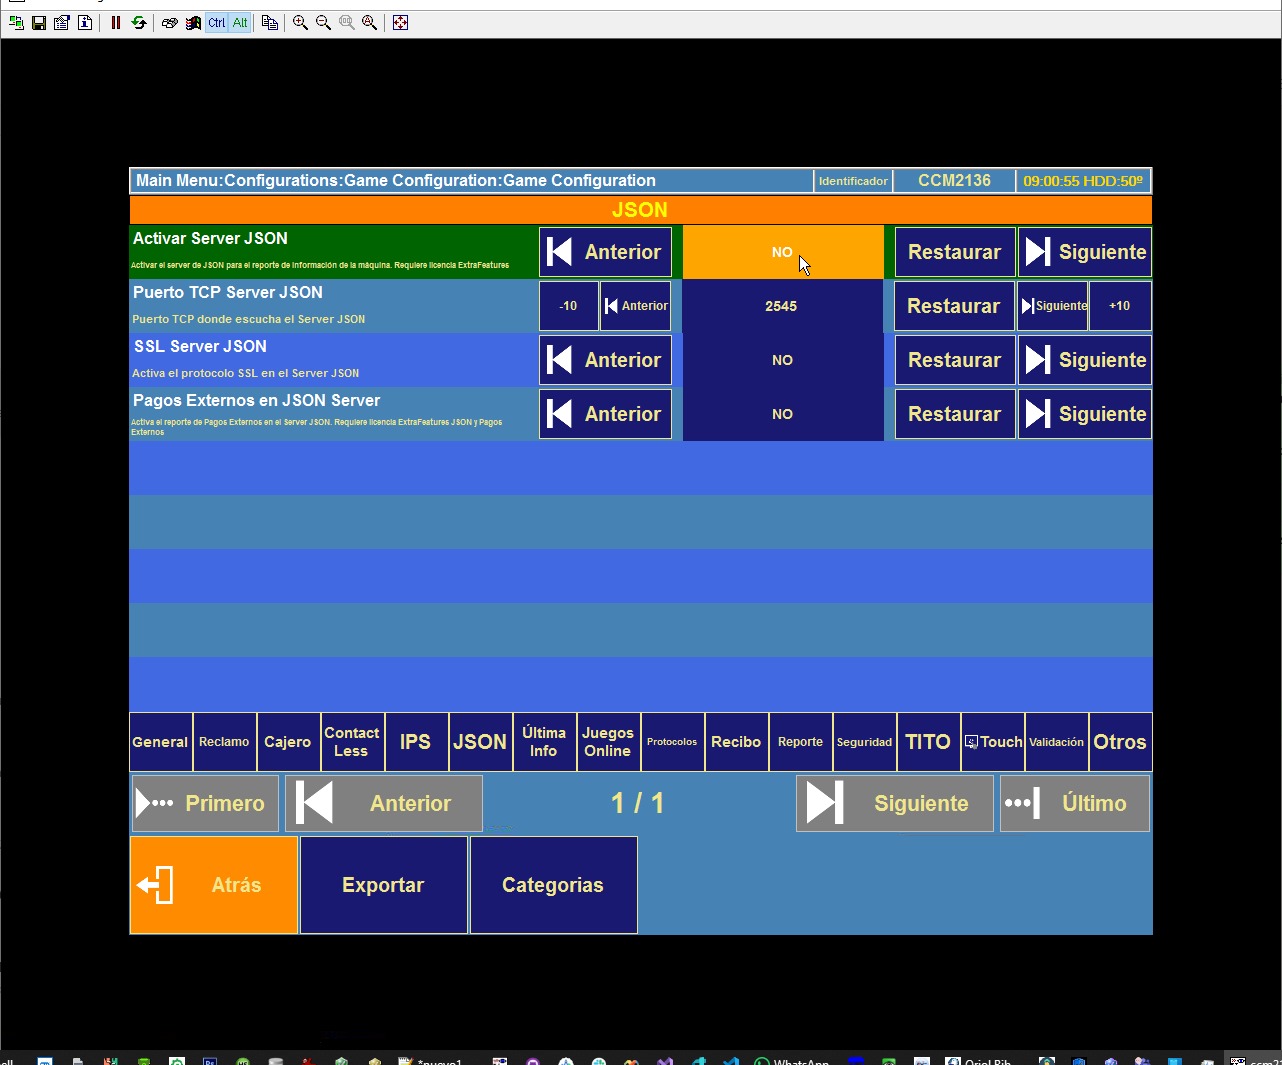 Ctrl Alt
Main Menu:Configurations:Game Configuration:Game Configuration Identificador CCM2136 09:00:55 HDD:50º
JSON
Activar Server JSON
Activar el server de JSON para el reporte de información de la máquina. Requiere licencia ExtraFeatures
Anterior NO Restaurar Siguiente
Puerto TCP Server JSON
Puerto TCP donde escucha el Server JSON
-10 Anterior 2545 Restaurar Siguiente +10
SSL Server JSON
Activa el protocolo SSL en el Server JSON
Anterior NO Restaurar Siguiente
Pagos Externos en JSON Server
Activa el reporte de Pagos Externos en el Server JSON. Requiere licencia ExtraFeatures JSON y Pagos
Externos
Anterior NO Restaurar Siguiente
General
Reclamo
Cajero
Contact
Less
IPS
JSON
Última
Info
Juegos
Online
Protocolos
Recibo
Reporte
Seguridad
TITO
Touch
Validación
Otros
Primero Anterior 1 / 1 Siguiente Último
Atrás Exportar Categorias
*nuevo1 WhatsApp